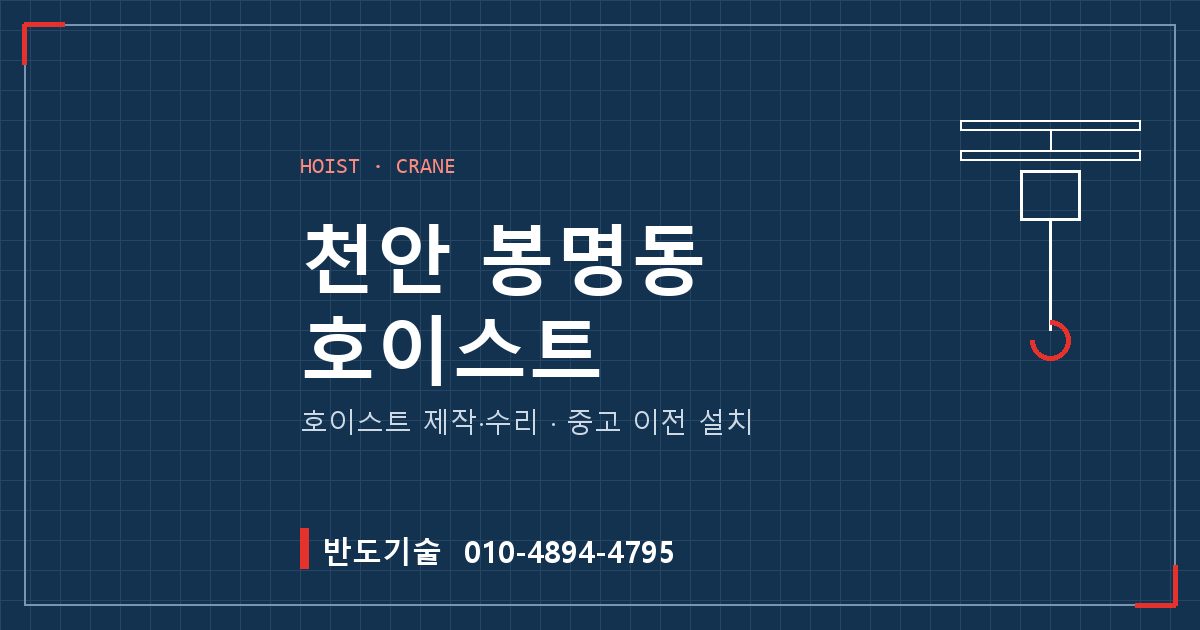 HOIST · CRANE
천안 봉명동
호이스트
호이스트 제작·수리 · 중고 이전 설치
반도기술 010-4894-4795